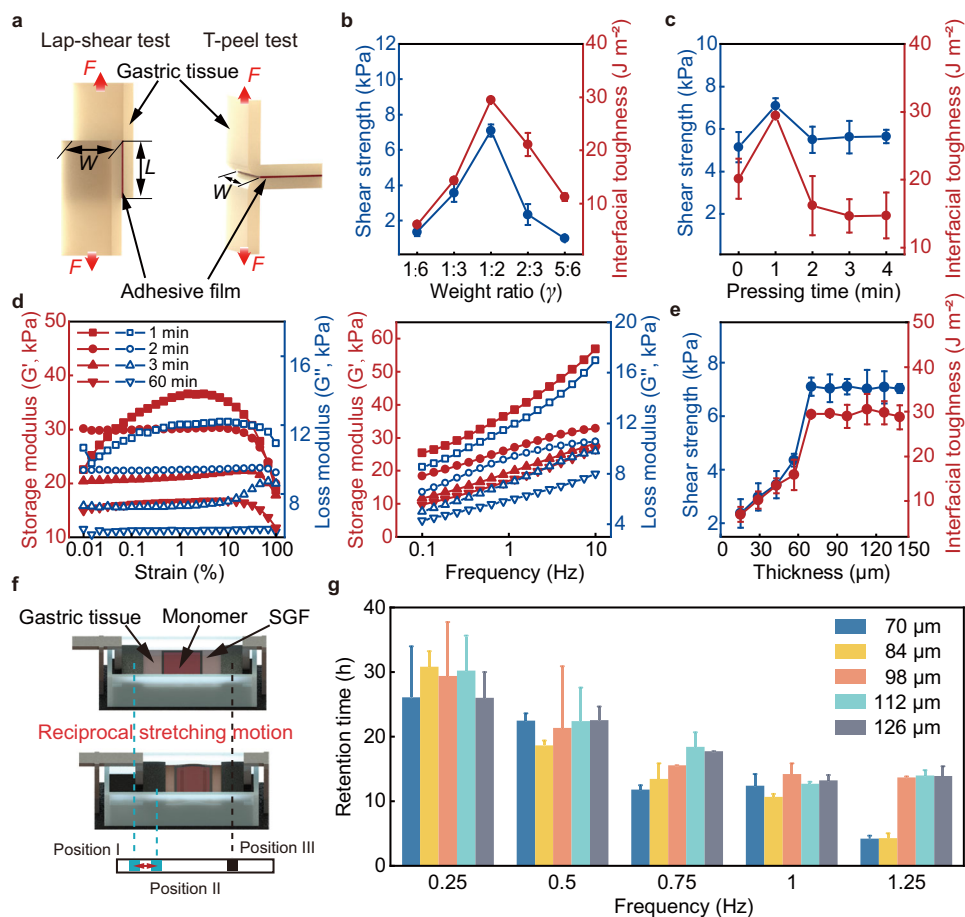 a
Lap-shear test T-peel test
F
F
Gastric tissue
W
L
W
F
F
Adhesive film
b
Shear strength (kPa)
12
10
8
6
4
2
40
30
20
10
Interfacial toughness (J m⁻²)
1:6 1:3 1:2 2:3 5:6
Weight ratio (γ)
c
Shear strength (kPa)
10
8
6
4
2
40
30
20
10
Interfacial toughness (J m⁻²)
0 1 2 3 4
Pressing time (min)
d
Storage modulus (G', kPa)
50
40
30
20
10
1 min
2 min
3 min
60 min
16
12
8
Loss modulus (G'', kPa)
0.01 0.1 1 10 100
Strain (%)
Storage modulus (G', kPa)
60
50
40
30
20
10
0
20
16
12
8
4
Loss modulus (G'', kPa)
0.1 1 10
Frequency (Hz)
e
Shear strength (kPa)
8
6
4
2
50
40
30
20
10
Interfacial toughness (J m⁻²)
0 30 60 90 120 140
Thickness (µm)
f
Gastric tissue Monomer SGF
Reciprocal stretching motion
Position I
Position III
Position II
g
Retention time (h)
40
30
20
10
0
70 µm
84 µm
98 µm
112 µm
126 µm
0.25 0.5 0.75 1 1.25
Frequency (Hz)